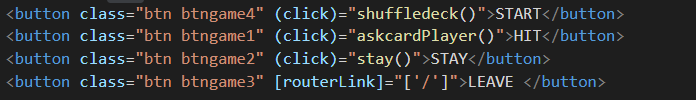 <button class="btn btngame4" (click)="shuffledeck()">START</button>
<button class="btn btngame1" (click)="askcardPlayer()">HIT</button>
<button class="btn btngame2" (click)="stay()">STAY</button>
<button class="btn btngame3" [routerLink]="['/']">LEAVE </button>